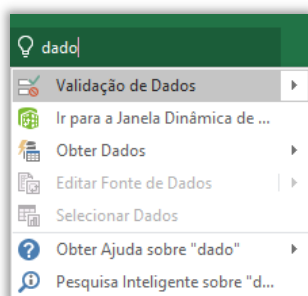 dado
Validação de Dados
Ir para a Janela Dinâmica de ...
Obter Dados
Editar Fonte de Dados
Selecionar Dados
Obter Ajuda sobre "dado"
Pesquisa Inteligente sobre "d...